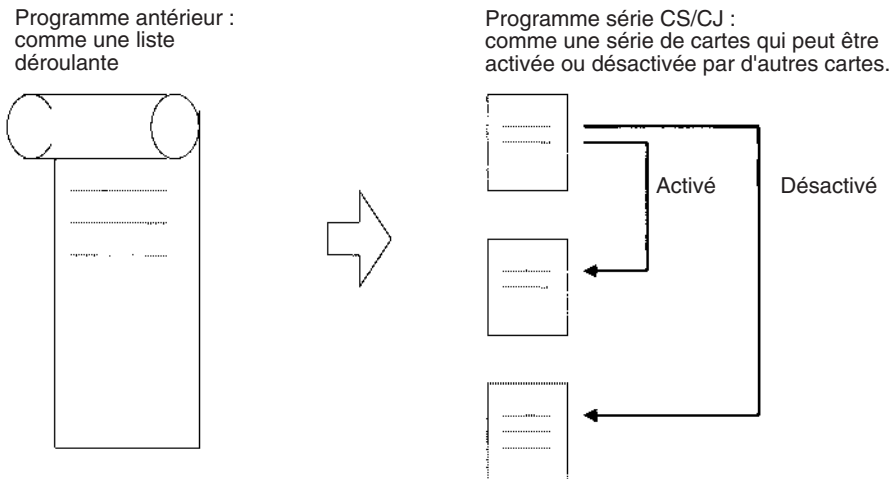 Programme antérieur :
comme une liste
déroulante
Programme série CS/CJ :
comme une série de cartes qui peut être
activée ou désactivée par d'autres cartes.
Activé
Désactivé